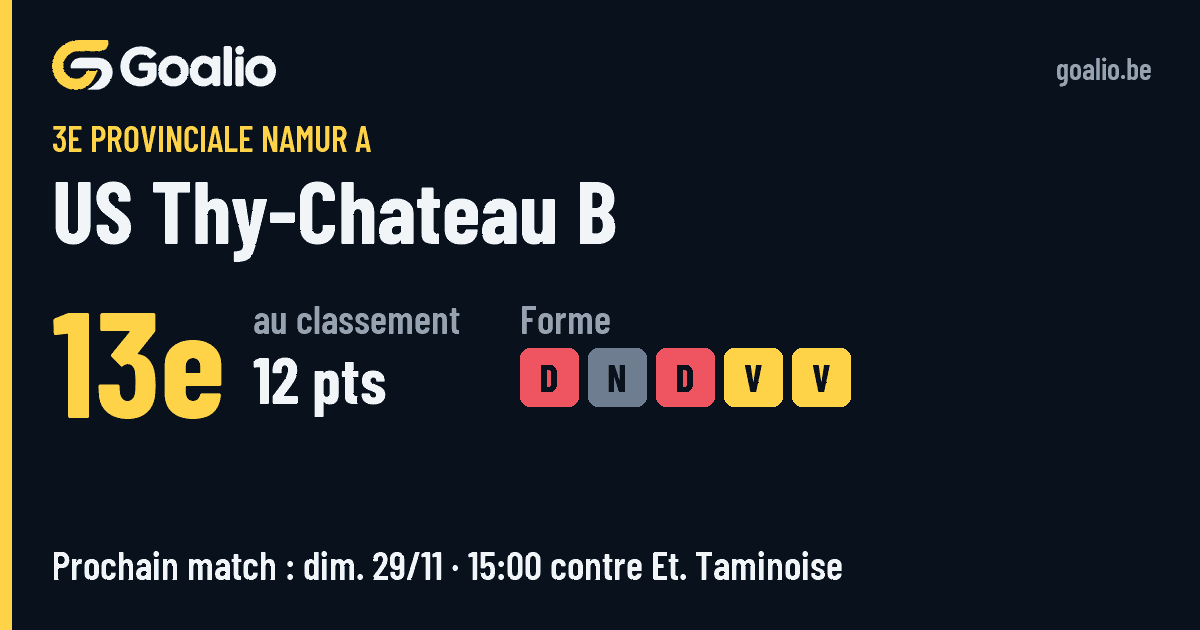 Goalio
goalio.be
3E PROVINCIALE NAMUR A
US Thy-Chateau B
13e
au classement
12 pts
Forme
D N D V V
Prochain match : dim. 29/11 · 15:00 contre Et. Taminoise